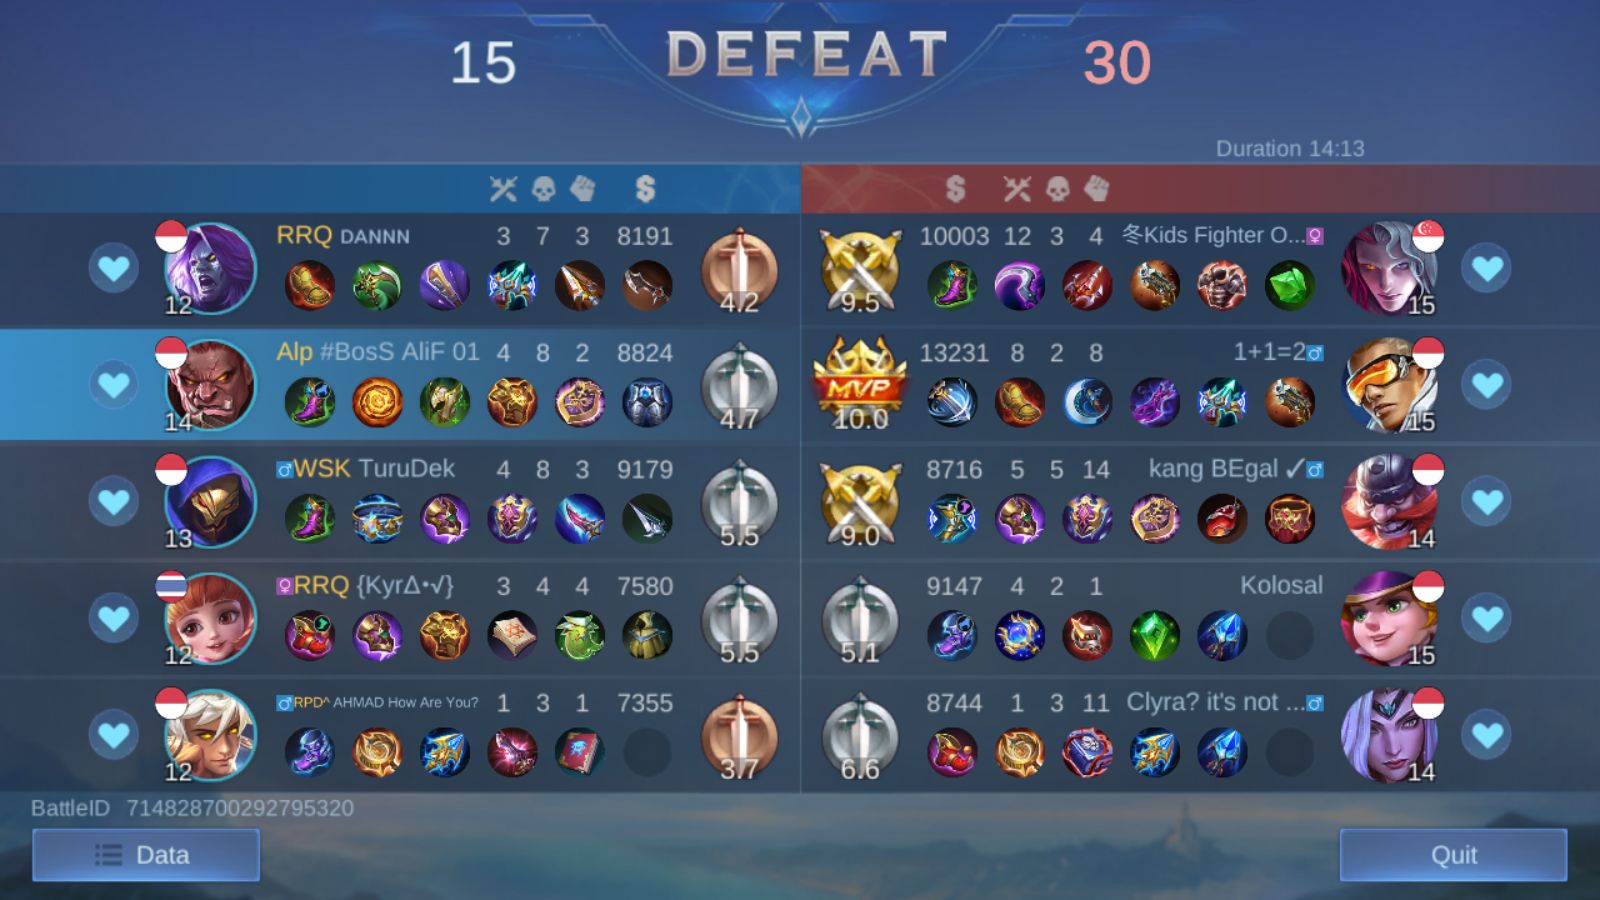 15 DEFEAT 30
Duration 14:13
RRQ DANNN 3 7 3 8191
12 4.2
10003 12 3 4 冬Kids Fighter O...♀
9.5 15
Alp #BosS AliF 01 4 8 2 8824
14 4.7
13231 8 2 8 1+1=2♂
MVP
10.0 15
♂WSK TuruDek 4 8 3 9179
13 5.5
8716 5 5 14 kang BEgal ✓♂
9.0 14
♀RRQ {KyrΔ•√} 3 4 4 7580
12 5.5
9147 4 2 1 Kolosal
5.1 15
♂RPD^ AHMAD How Are You? 1 3 1 7355
12 3.7
8744 1 3 11 Clyra? it's not ...♂
6.6 14
BattleID 714828700292795320
Data
Quit